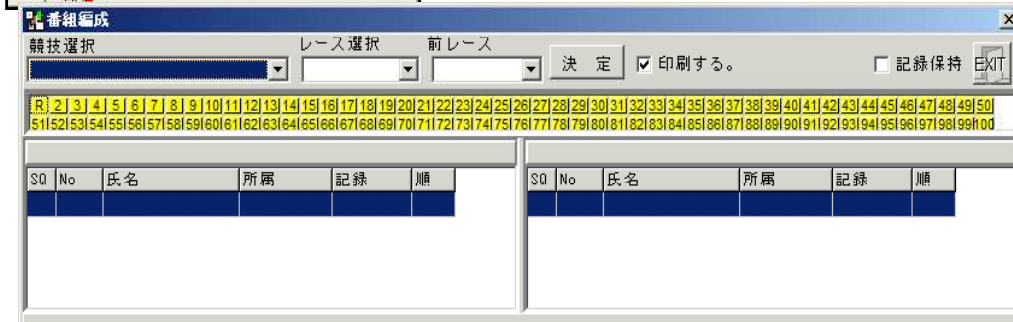 番組編成
競技選択 レース選択 前レース
決 定 印刷する。 記録保持 EXIT
R 2 3 4 5 6 7 8 9 10 11 12 13 14 15 16 17 18 19 20 21 22 23 24 25 26 27 28 29 30 31 32 33 34 35 36 37 38 39 40 41 42 43 44 45 46 47 48 49 50
51 52 53 54 55 56 57 58 59 60 61 62 63 64 65 66 67 68 69 70 71 72 73 74 75 76 77 78 79 80 81 82 83 84 85 86 87 88 89 90 91 92 93 94 95 96 97 98 99 100
SQ No 氏名 所属 記録 順 SQ No 氏名 所属 記録 順